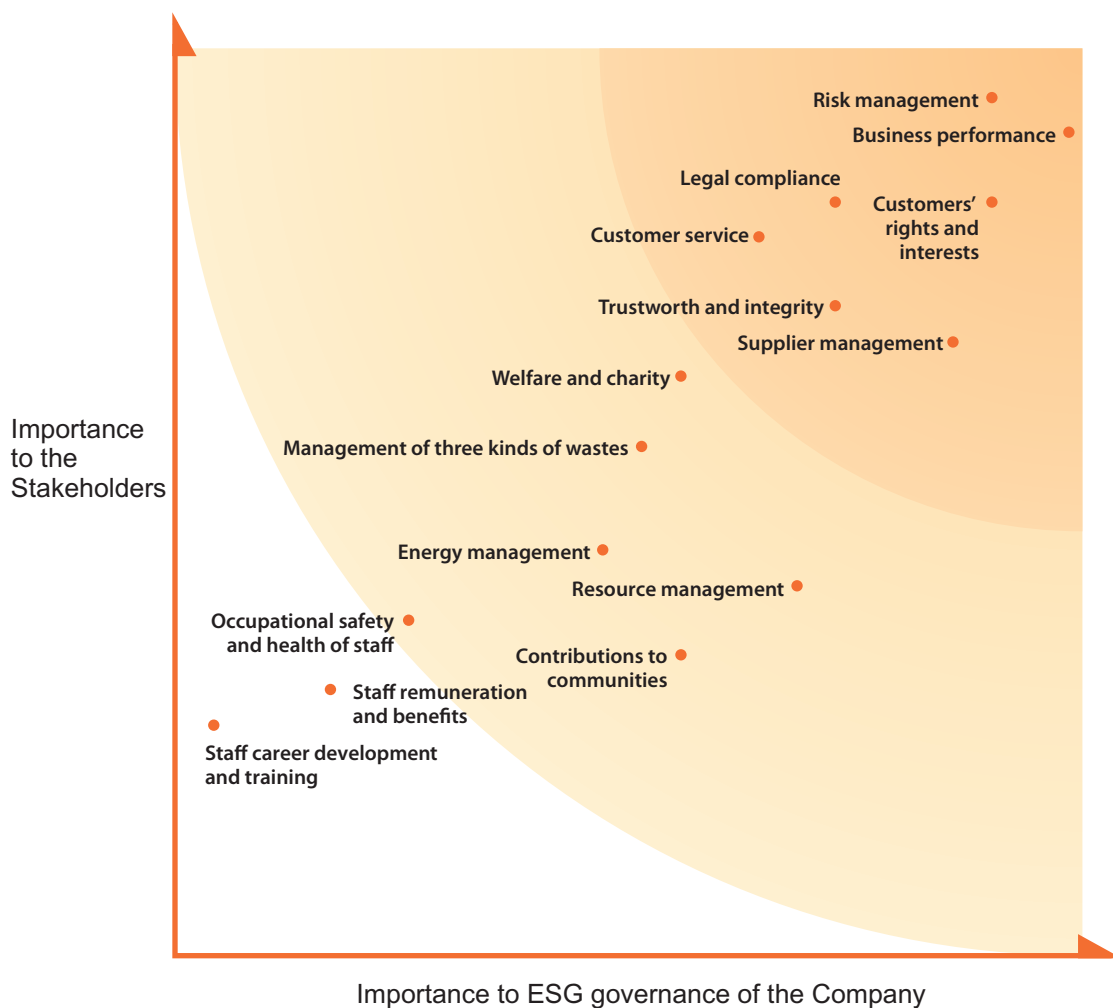 Risk management
Business performance
Legal compliance
Customers’
rights and
interests
Customer service
Trustworth and integrity
Supplier management
Welfare and charity
Importance
to the
Stakeholders
Management of three kinds of wastes
Energy management
Resource management
Occupational safety
and health of staff
Contributions to
communities
Staff remuneration
and benefits
Staff career development
and training
Importance to ESG governance of the Company